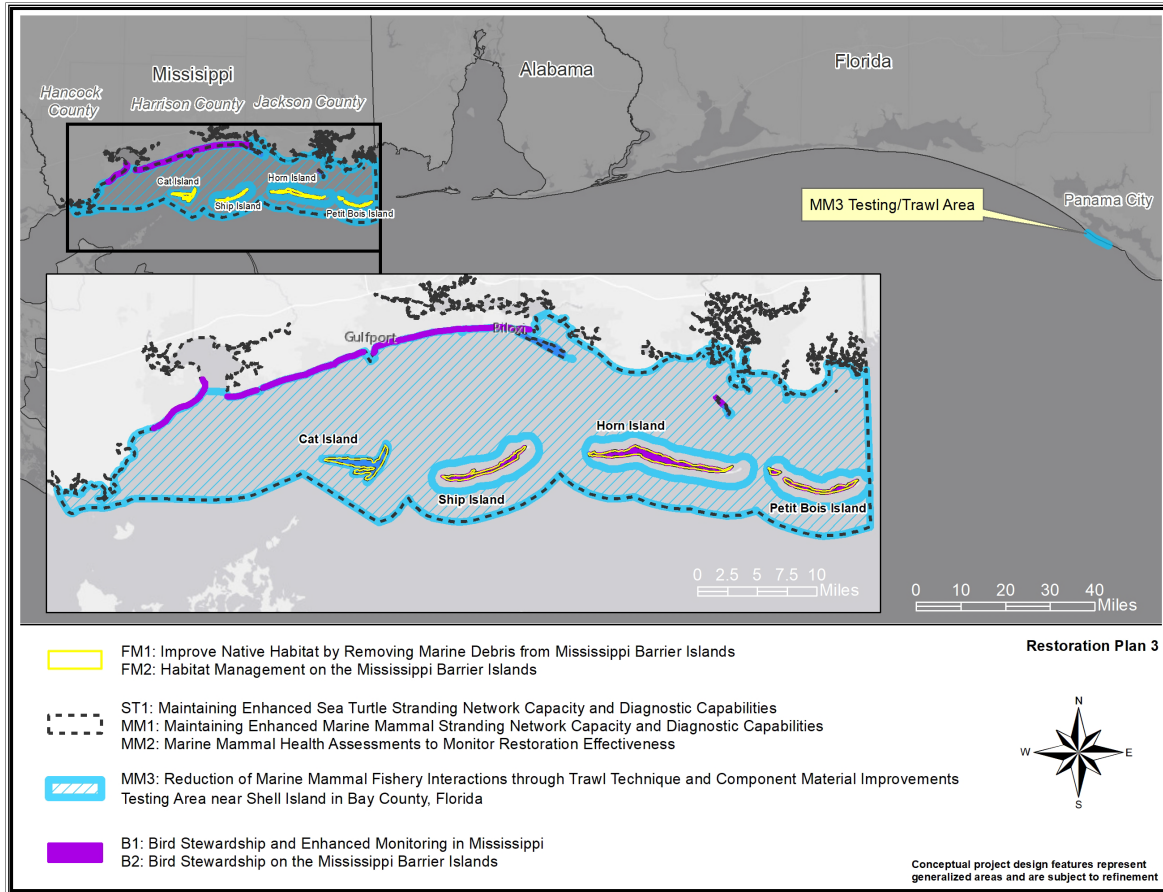 Missisippi
Alabama
Florida
Hancock
County
Harrison County
Jackson County
Cat Island
Horn Island
Ship Island
Petit Bois Island
MM3 Testing/Trawl Area
Panama City
Gulfport
Biloxi
Cat Island
Horn Island
Ship Island
Petit Bois Island
0 2.5 5 7.5 10
Miles
0 10 20 30 40
Miles
FM1: Improve Native Habitat by Removing Marine Debris from Mississippi Barrier Islands
FM2: Habitat Management on the Mississippi Barrier Islands
ST1: Maintaining Enhanced Sea Turtle Stranding Network Capacity and Diagnostic Capabilities
MM1: Maintaining Enhanced Marine Mammal Stranding Network Capacity and Diagnostic Capabilities
MM2: Marine Mammal Health Assessments to Monitor Restoration Effectiveness
MM3: Reduction of Marine Mammal Fishery Interactions through Trawl Technique and Component Material Improvements
Testing Area near Shell Island in Bay County, Florida
B1: Bird Stewardship and Enhanced Monitoring in Mississippi
B2: Bird Stewardship on the Mississippi Barrier Islands
Restoration Plan 3
N
W
E
S
Conceptual project design features represent
generalized areas and are subject to refinement